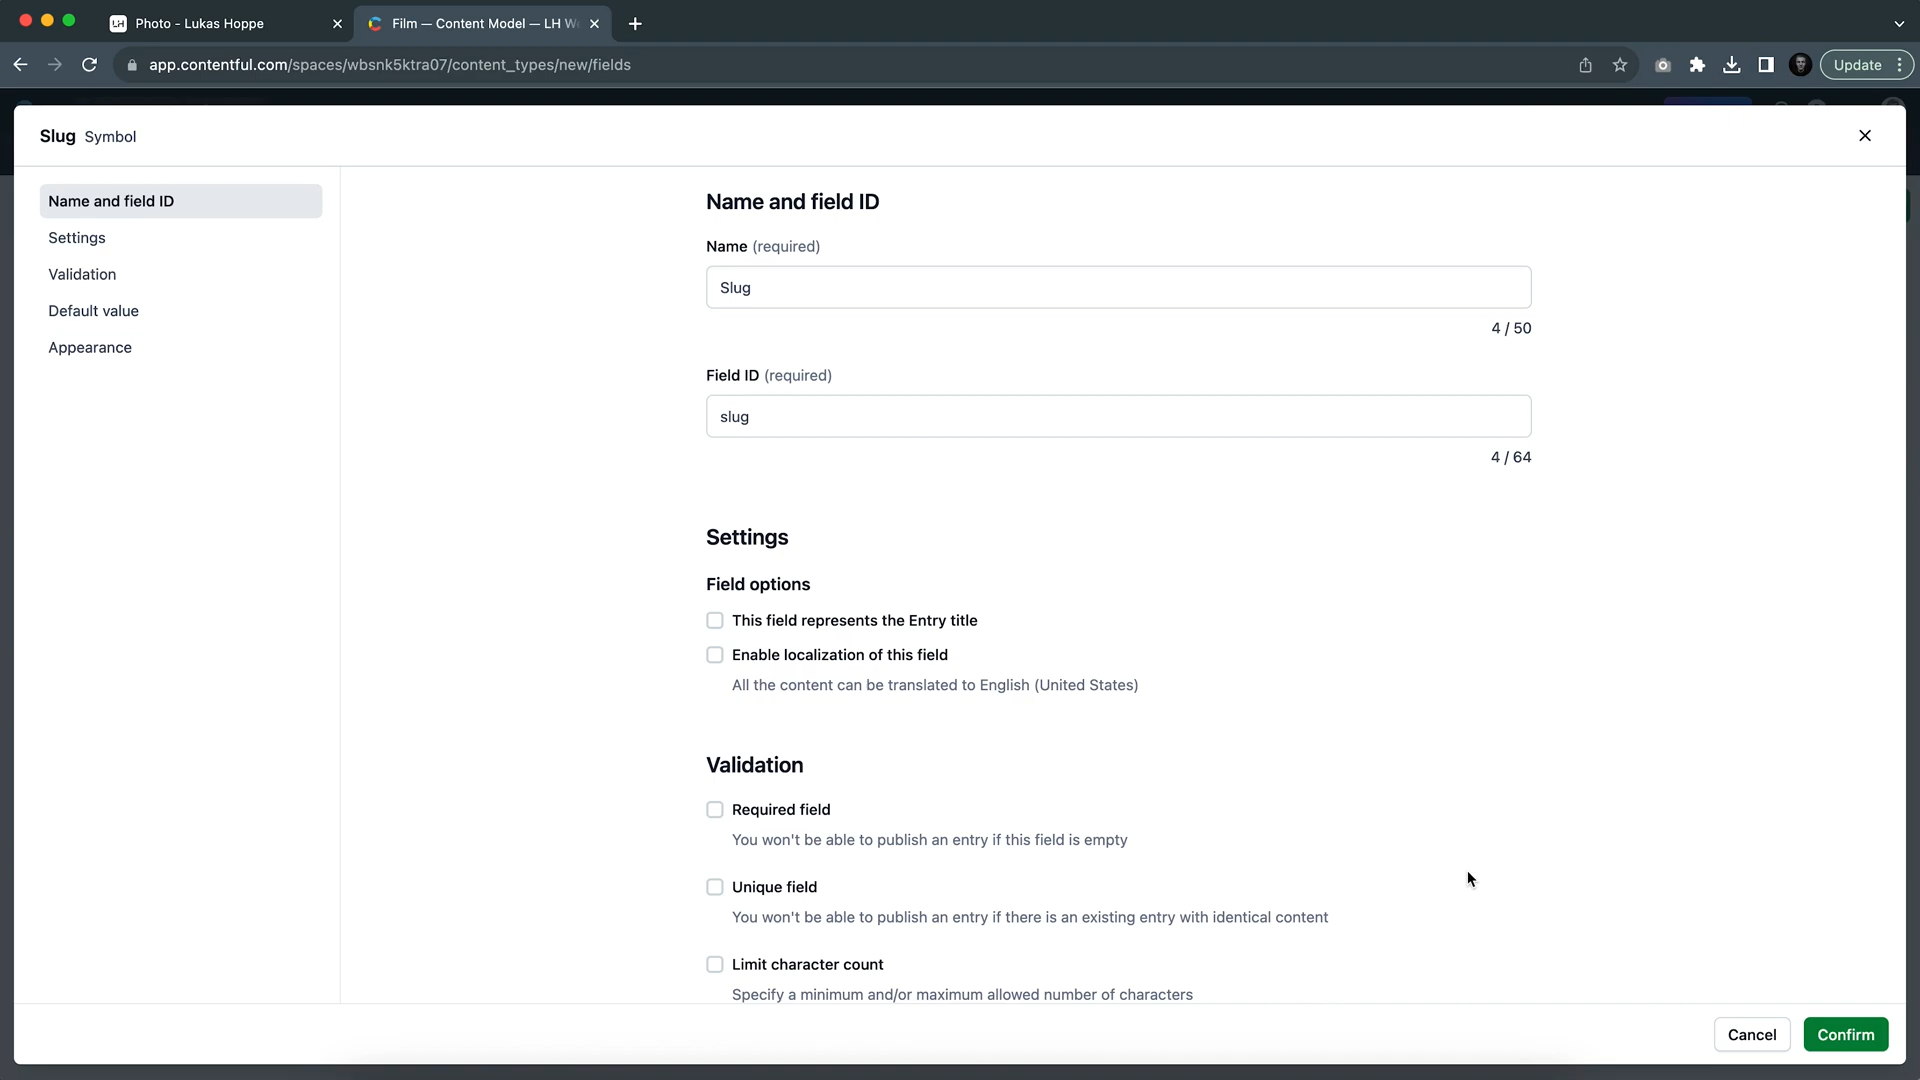 LH Photo - Lukas Hoppe
Film — Content Model — LH W
app.contentful.com/spaces/wbsnk5ktra07/content_types/new/fields
Update
Slug Symbol
Name and field ID
Settings
Validation
Default value
Appearance
Name and field ID
Name (required)
Slug
4 / 50
Field ID (required)
slug
4 / 64
Settings
Field options
This field represents the Entry title
Enable localization of this field
All the content can be translated to English (United States)
Validation
Required field
You won't be able to publish an entry if this field is empty
Unique field
You won't be able to publish an entry if there is an existing entry with identical content
Limit character count
Specify a minimum and/or maximum allowed number of characters
Cancel
Confirm